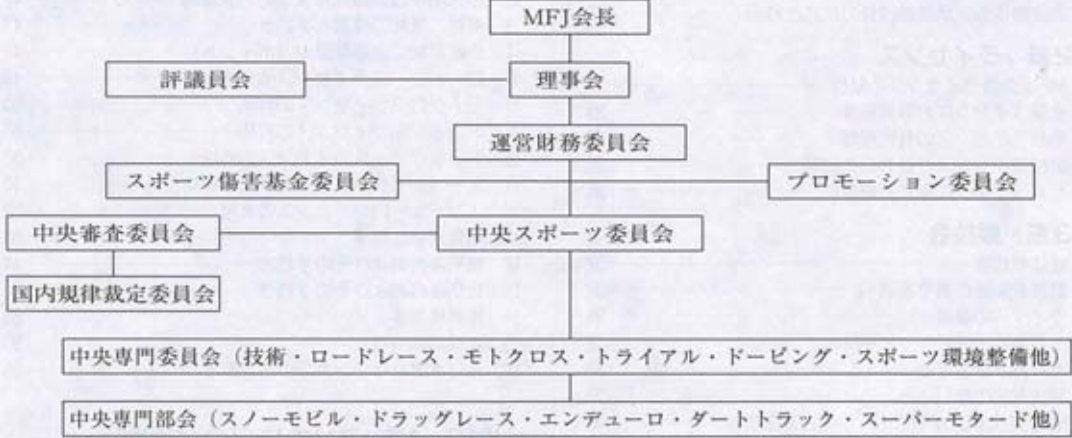 MFJ会長
評議員会
理事会
運営財務委員会
スポーツ傷害基金委員会
プロモーション委員会
中央審査委員会
中央スポーツ委員会
国内規律裁定委員会
中央専門委員会（技術・ロードレース・モトクロス・トライアル・ドーピング・スポーツ環境整備他）
中央専門部会（スノーモビル・ドラッグレース・エンデューロ・ダートトラック・スーパーモタード他）